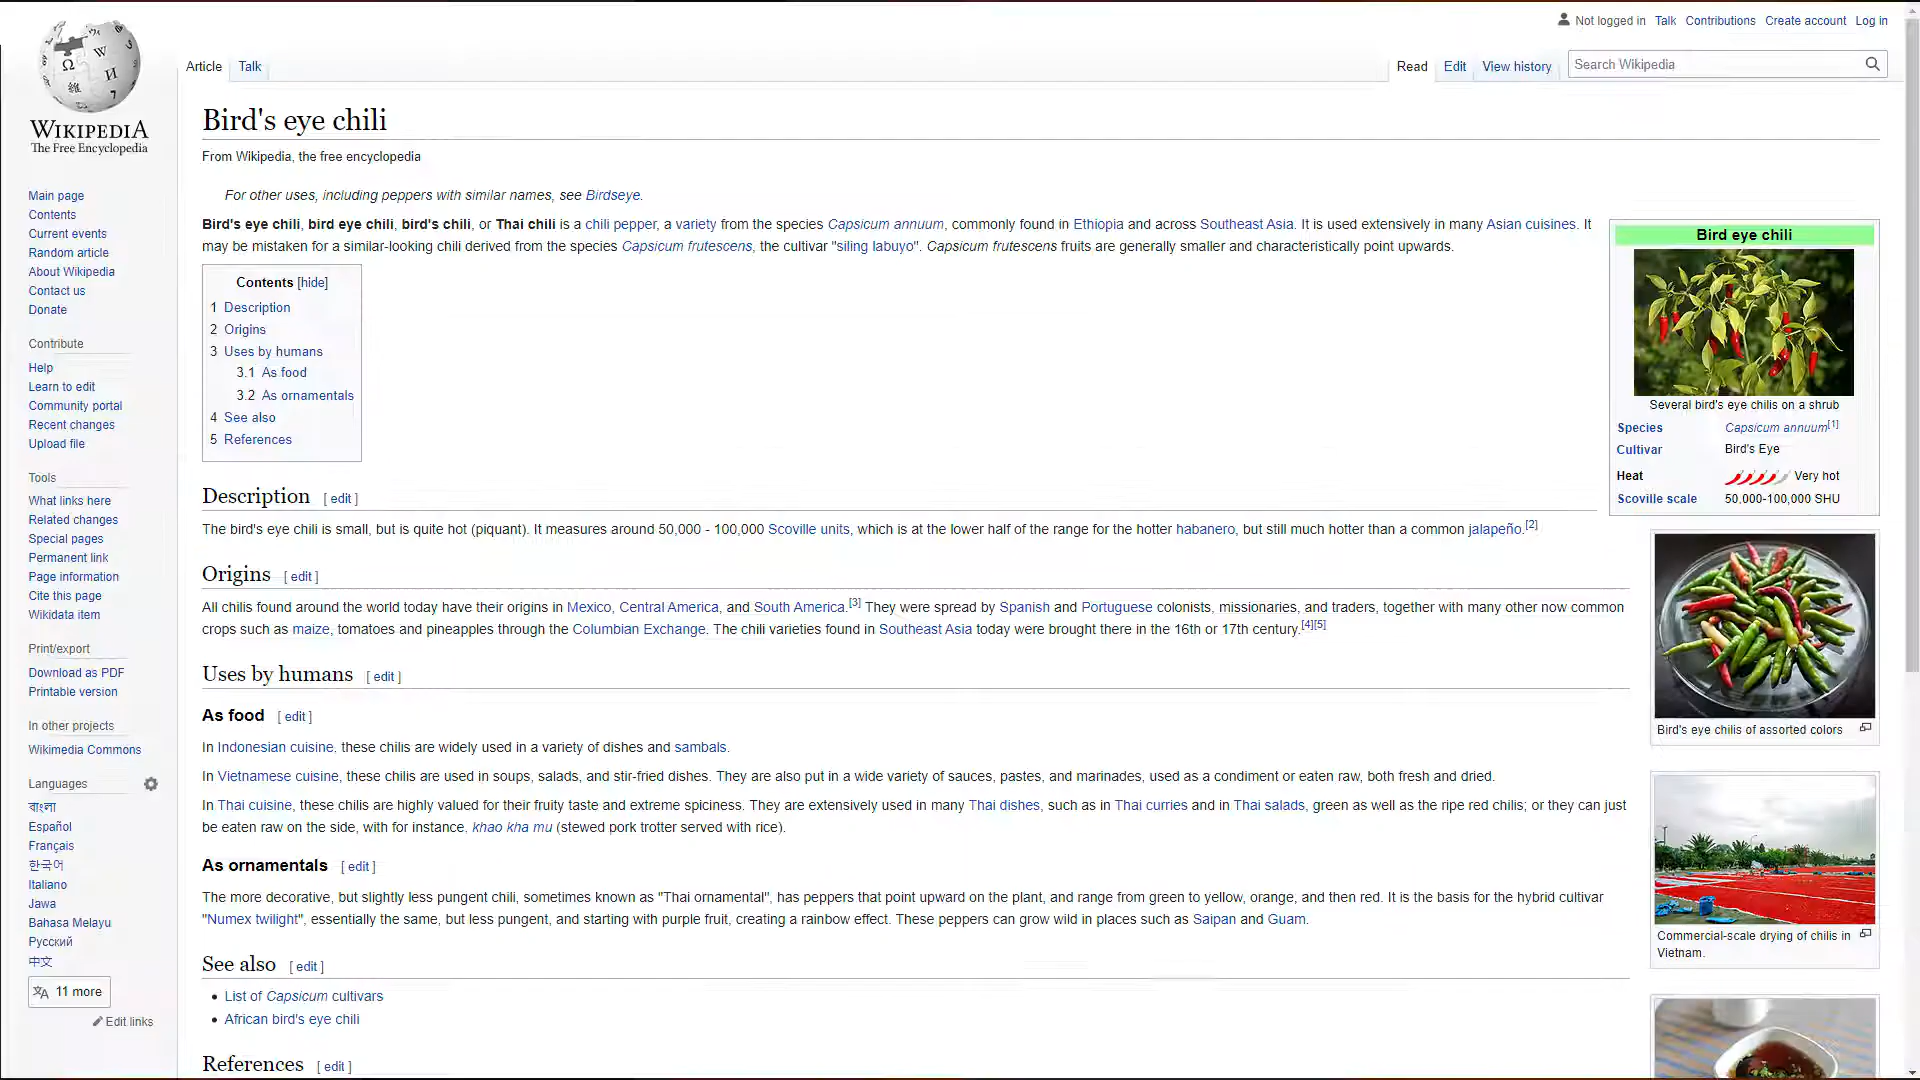 Not logged in Talk Contributions Create account Log in
Article Talk Read Edit View history Search Wikipedia
WIKIPEDIA
The Free Encyclopedia
Main page
Contents
Current events
Random article
About Wikipedia
Contact us
Donate
Contribute
Help
Learn to edit
Community portal
Recent changes
Upload file
Tools
What links here
Related changes
Special pages
Permanent link
Page information
Cite this page
Wikidata item
Print/export
Download as PDF
Printable version
In other projects
Wikimedia Commons
Languages
বাংলা
Español
Français
한국어
Italiano
Jawa
Bahasa Melayu
Русский
中文
11 more
Edit links
Bird's eye chili
From Wikipedia, the free encyclopedia
For other uses, including peppers with similar names, see Birdseye.
Bird's eye chili, bird eye chili, bird's chili, or Thai chili is a chili pepper, a variety from the species Capsicum annuum, commonly found in Ethiopia and across Southeast Asia. It is used extensively in many Asian cuisines. It
may be mistaken for a similar-looking chili derived from the species Capsicum frutescens, the cultivar "siling labuyo". Capsicum frutescens fruits are generally smaller and characteristically point upwards.
Contents [hide]
1 Description
2 Origins
3 Uses by humans
3.1 As food
3.2 As ornamentals
4 See also
5 References
Description [ edit ]
The bird's eye chili is small, but is quite hot (piquant). It measures around 50,000 - 100,000 Scoville units, which is at the lower half of the range for the hotter habanero, but still much hotter than a common jalapeño.[2]
Origins [ edit ]
All chilis found around the world today have their origins in Mexico, Central America, and South America.[3] They were spread by Spanish and Portuguese colonists, missionaries, and traders, together with many other now common
crops such as maize, tomatoes and pineapples through the Columbian Exchange. The chili varieties found in Southeast Asia today were brought there in the 16th or 17th century.[4][5]
Uses by humans [ edit ]
As food [ edit ]
In Indonesian cuisine, these chilis are widely used in a variety of dishes and sambals.
In Vietnamese cuisine, these chilis are used in soups, salads, and stir-fried dishes. They are also put in a wide variety of sauces, pastes, and marinades, used as a condiment or eaten raw, both fresh and dried.
In Thai cuisine, these chilis are highly valued for their fruity taste and extreme spiciness. They are extensively used in many Thai dishes, such as in Thai curries and in Thai salads, green as well as the ripe red chilis; or they can just
be eaten raw on the side, with for instance, khao kha mu (stewed pork trotter served with rice).
As ornamentals [ edit ]
The more decorative, but slightly less pungent chili, sometimes known as "Thai ornamental", has peppers that point upward on the plant, and range from green to yellow, orange, and then red. It is the basis for the hybrid cultivar
"Numex twilight", essentially the same, but less pungent, and starting with purple fruit, creating a rainbow effect. These peppers can grow wild in places such as Saipan and Guam.
See also [ edit ]
List of Capsicum cultivars
African bird's eye chili
References [ edit ]
Bird eye chili
Several bird's eye chilis on a shrub
Species Capsicum annuum[1]
Cultivar Bird's Eye
Heat Very hot
Scoville scale 50,000-100,000 SHU
Bird's eye chilis of assorted colors
Commercial-scale drying of chilis in
Vietnam.